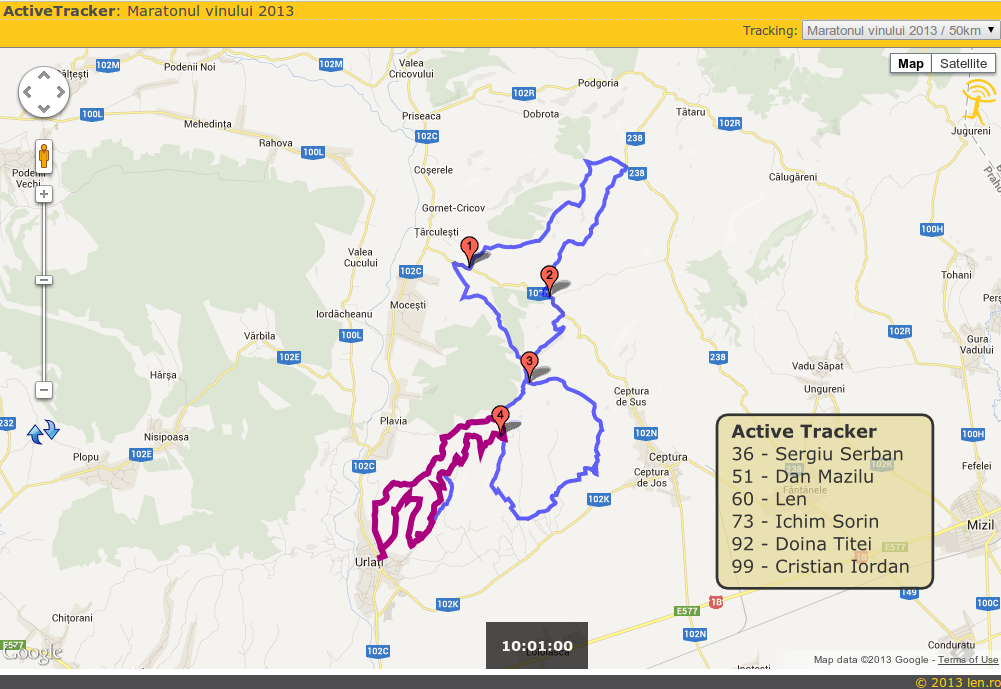 ActiveTracker: Maratonul vinului 2013
Tracking: Maratonul vinului 2013 / 50km
Map Satellite
102M
Podenii Noi
102M
Valea
Cricovului
Podgoria
102R
100L
Priseaca
Dobrota
Tătaru
102R
Mehedința
102C
238
Jugureni
Rahova
100L
Podenii
Vechi
Coșerele
238
Călugăreni
Gornet-Cricov
Țărculești
1
100H
Valea
Cucului
102C
2
Tohani
Mocești
Iordăcheanu
100L
Vărbila
102R
Gura
Vadului
102E
3
238
Vadu Săpat
Hârșa
Ungureni
Ceptura
de Sus
4
Plavia
232
Nisipoasa
102N
100H
Plopu
102E
102C
Ceptura
Ceptura
de Jos
Fefelei
102K
Active Tracker
36 - Sergiu Serban
51 - Dan Mazilu
60 - Len
73 - Ichim Sorin
92 - Doina Titei
99 - Cristian Iordan
238
102K
Fântânele
E577
1B
Mizil
Urlați
149
102K
1B
100C
E577
Chițorani
102N
E577
Google
102C
10:01:00
Conduratu
Map data ©2013 Google - Terms of Use
© 2013 len.ro